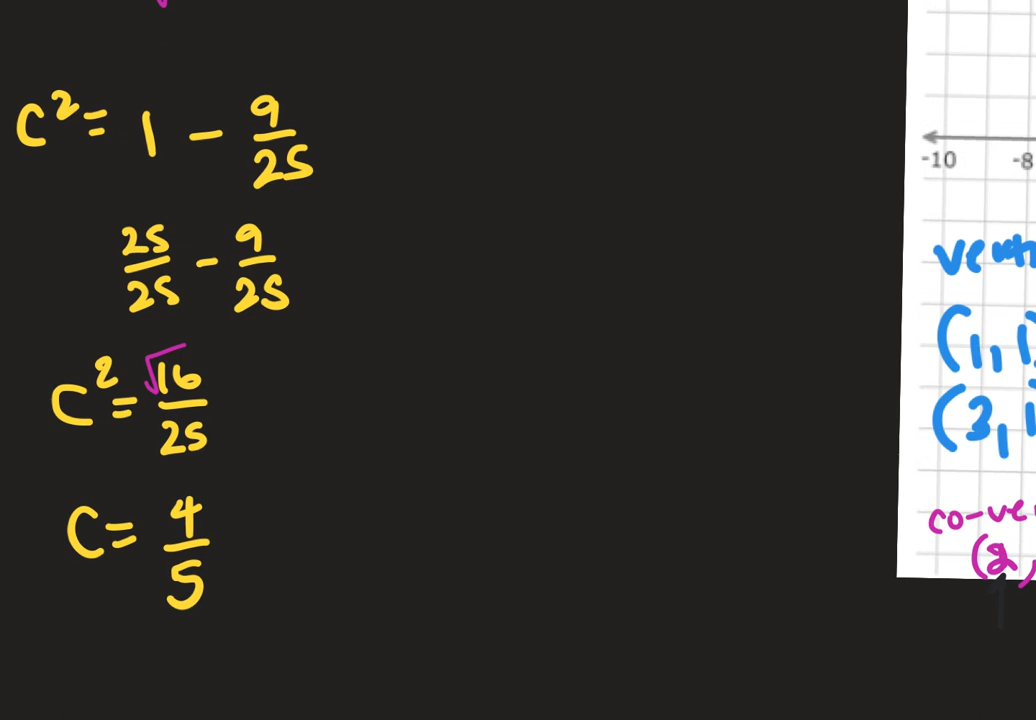 C² = 1 - 9/25
25/25 - 9/25
C² = √16/25
C = 4/5
-10 -8
(1, 1)
(3, 1
co-ve
(2,